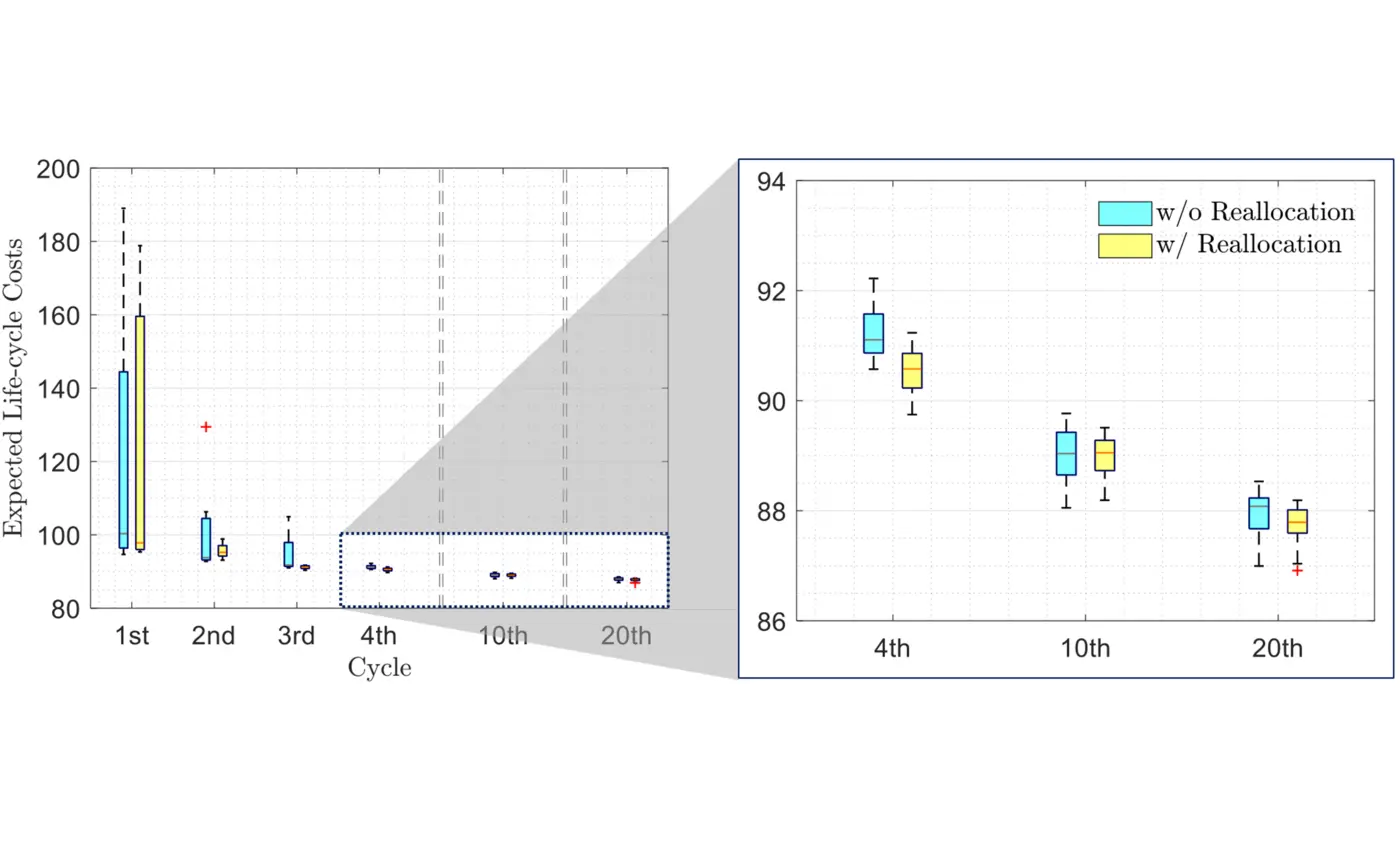 Expected Life-cycle Costs
200
180
160
140
120
100
80
1st 2nd 3rd 4th 10th 20th
Cycle
94
92
90
88
86
w/o Reallocation
w/ Reallocation
4th 10th 20th